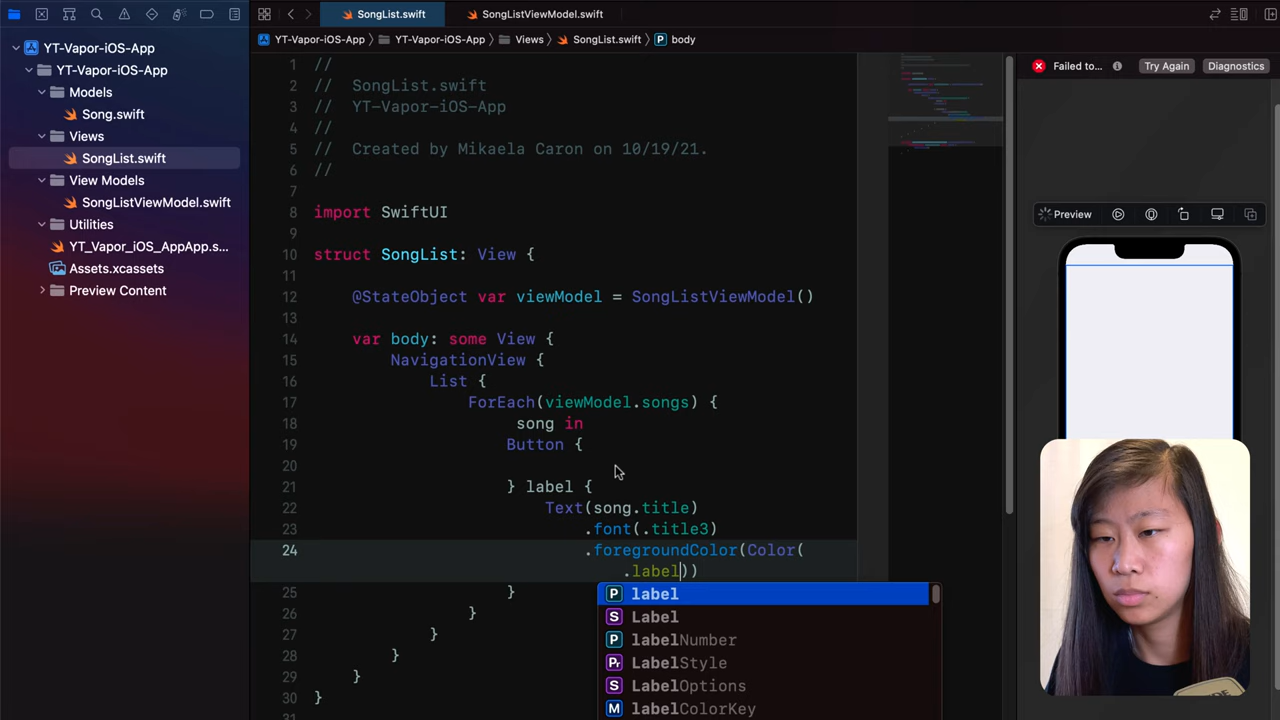 SongList.swift
SongListViewModel.swift
YT-Vapor-iOS-App
YT-Vapor-iOS-App
Models
Song.swift
Views
SongList.swift
View Models
SongListViewModel.swift
Utilities
YT_Vapor_iOS_AppApp.s...
Assets.xcassets
Preview Content
YT-Vapor-iOS-App
YT-Vapor-iOS-App
Views
SongList.swift
P body
1 //
2 // SongList.swift
3 // YT-Vapor-iOS-App
4 //
5 // Created by Mikaela Caron on 10/19/21.
6 //
7
8 import SwiftUI
9
10 struct SongList: View {
11
12 @StateObject var viewModel = SongListViewModel()
13
14 var body: some View {
15 NavigationView {
16 List {
17 ForEach(viewModel.songs) {
18 song in
19 Button {
20
21 } label {
22 Text(song.title)
23 .font(.title3)
24 .foregroundColor(Color(
.label))
25 }
26 }
27 }
28 }
29 }
30 }
31
P label
S Label
P labelNumber
Pr LabelStyle
S LabelOptions
M labelColorKey
Failed to...
Try Again
Diagnostics
Preview